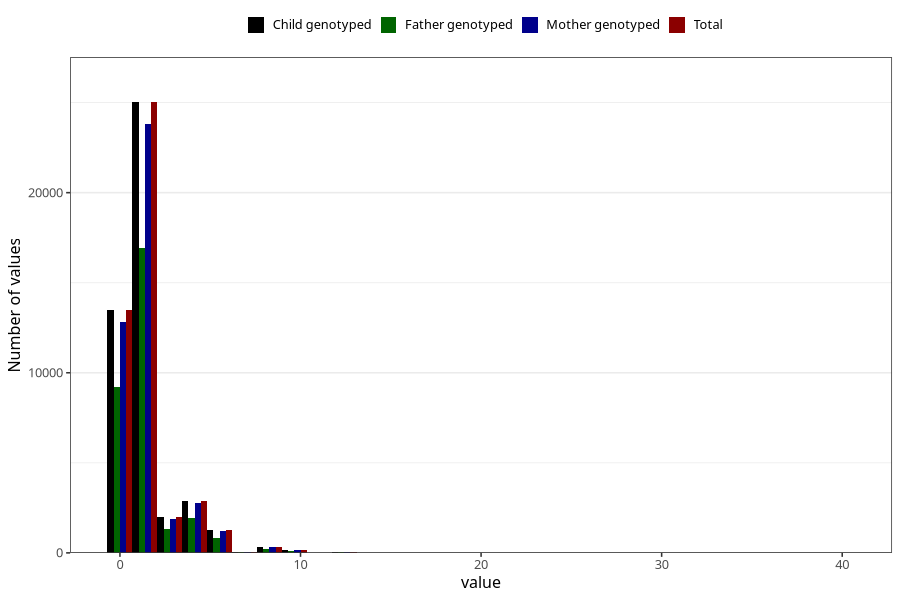 Child genotyped Father genotyped Mother genotyped Total
Number of values
20000
10000
0
0 10 20 30 40
value